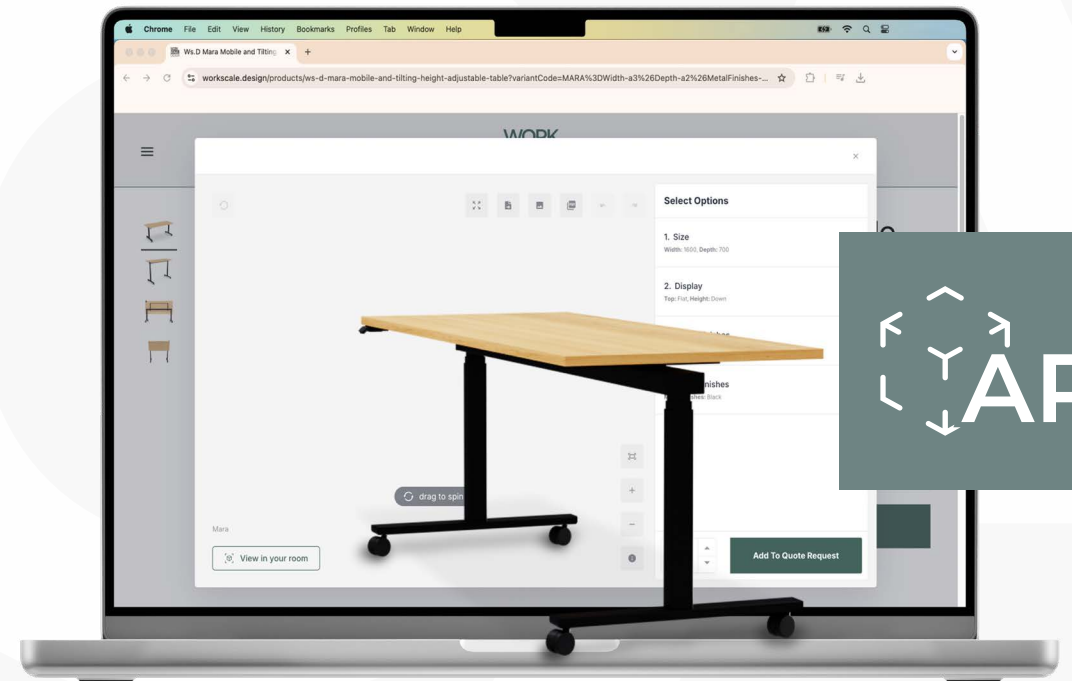 Chrome File Edit View History Bookmarks Profiles Tab Window Help
Ws.D Mara Mobile and Tilting
workscale.design/products/ws-d-mara-mobile-and-tilting-height-adjustable-table?variantCode=MARA%3DWidth-a3%26Depth-a2%26MetalFinishes-...
WORK
Select Options
1. Size
Width: 1600, Depth: 700
2. Display
Top: Flat, Height: Down
nishes
Black
drag to spin
Mara
View in your room
Add To Quote Request